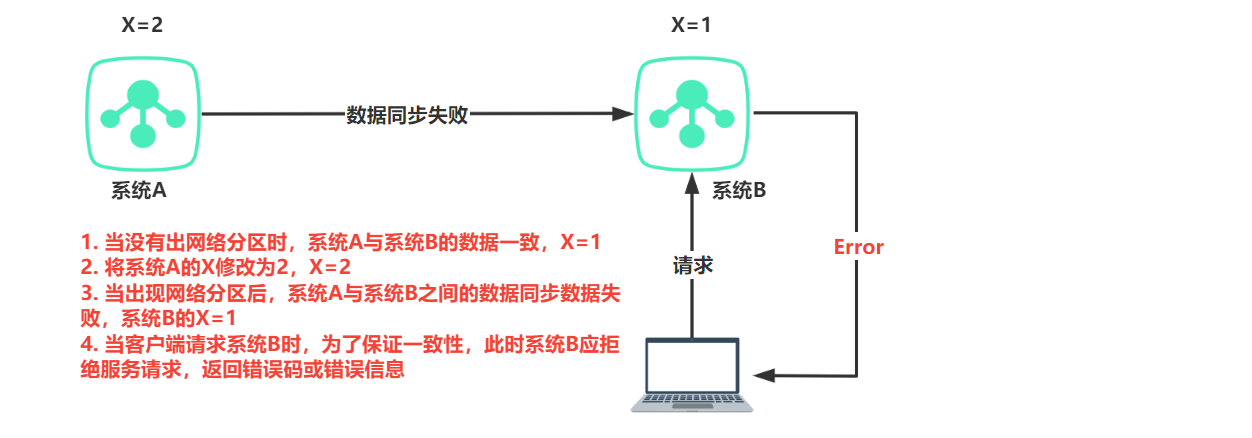 X=2
X=1
数据同步失败
系统A
系统B
1. 当没有出网络分区时，系统A与系统B的数据一致，X=1
2. 将系统A的X修改为2，X=2
3. 当出现网络分区后，系统A与系统B之间的数据同步数据失
败，系统B的X=1
4. 当客户端请求系统B时，为了保证一致性，此时系统B应拒
绝服务请求，返回错误码或错误信息
请求
Error